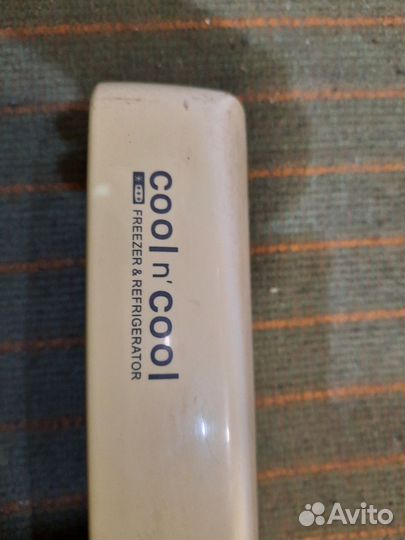 cool n' cool
FREEZER & REFRIGERATOR
Avito